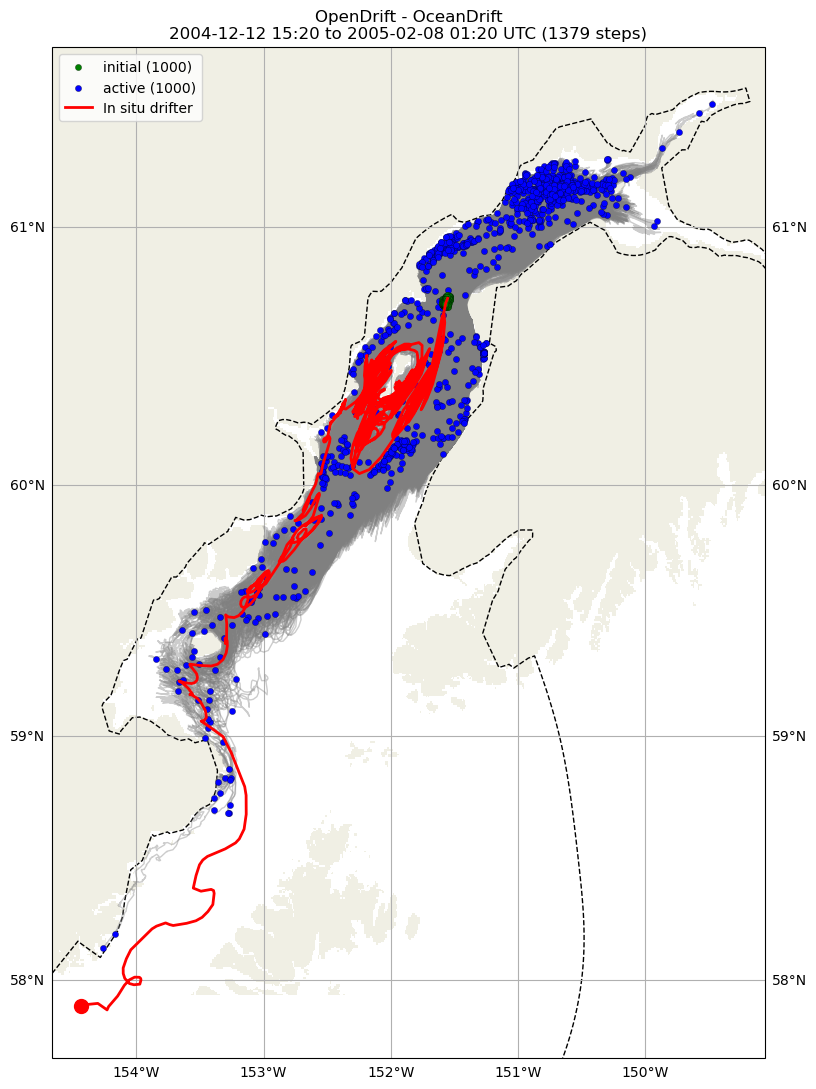 OpenDrift - OceanDrift
2004-12-12 15:20 to 2005-02-08 01:20 UTC (1379 steps)
initial (1000)
active (1000)
In situ drifter
61°N
61°N
60°N
60°N
59°N
59°N
58°N
58°N
154°W
153°W
152°W
151°W
150°W